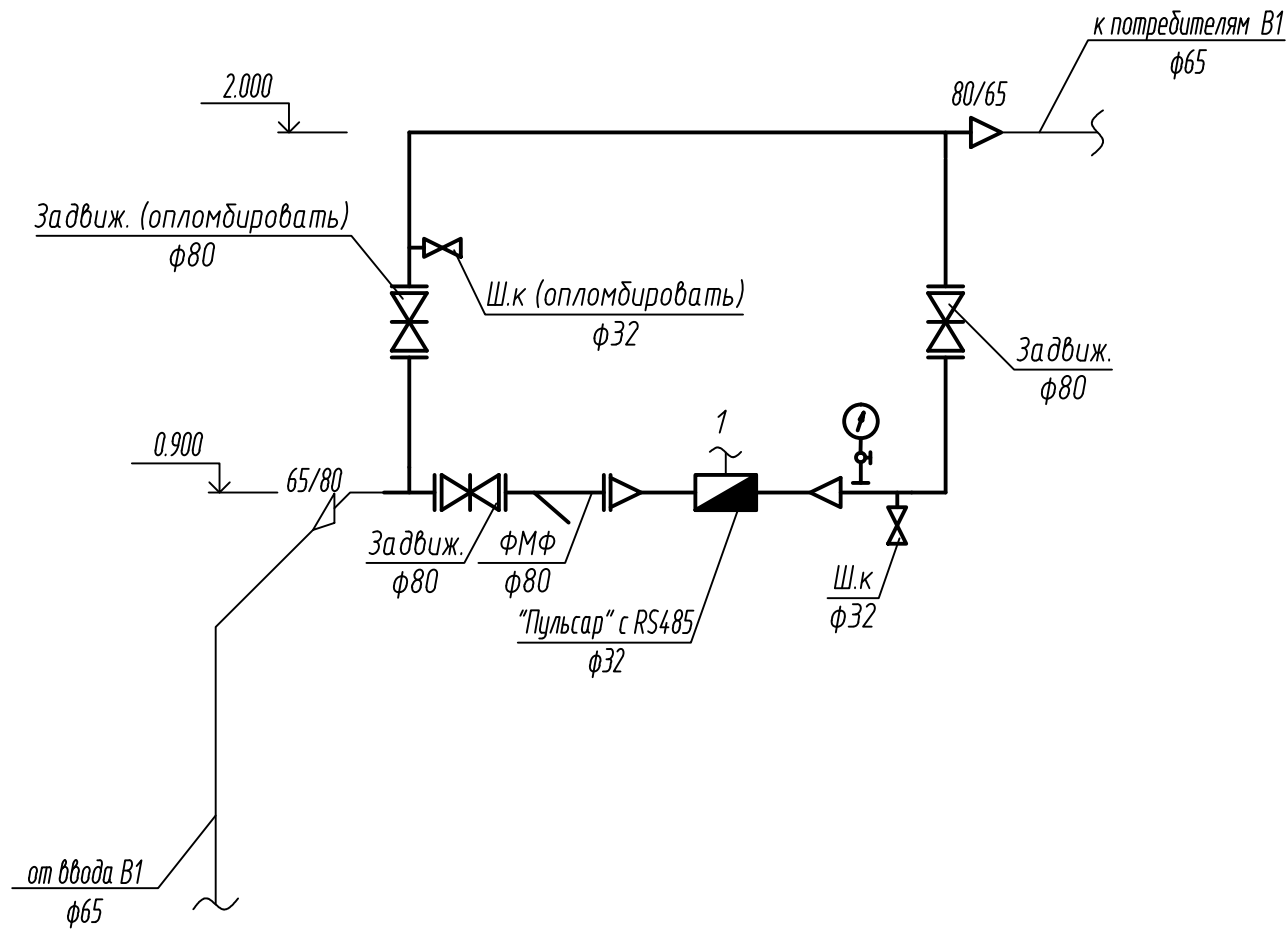 к потребителям В1
ф65
80/65
2.000
Задвиж. (опломбировать)
ф80
Ш.к (опломбировать)
ф32
Задвиж.
ф80
1
0.900
65/80
Задвиж.
ф80
ФМФ
ф80
"Пульсар" с RS485
ф32
Ш.к
ф32
от ввода В1
ф65